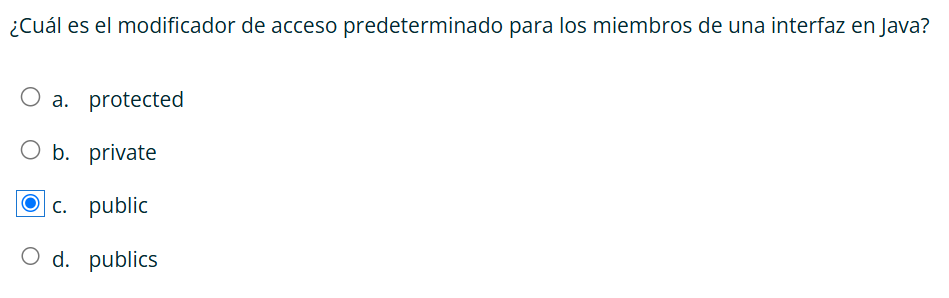 ¿Cuál es el modificador de acceso predeterminado para los miembros de una interfaz en Java?
a. protected
b. private
c. public
d. publics